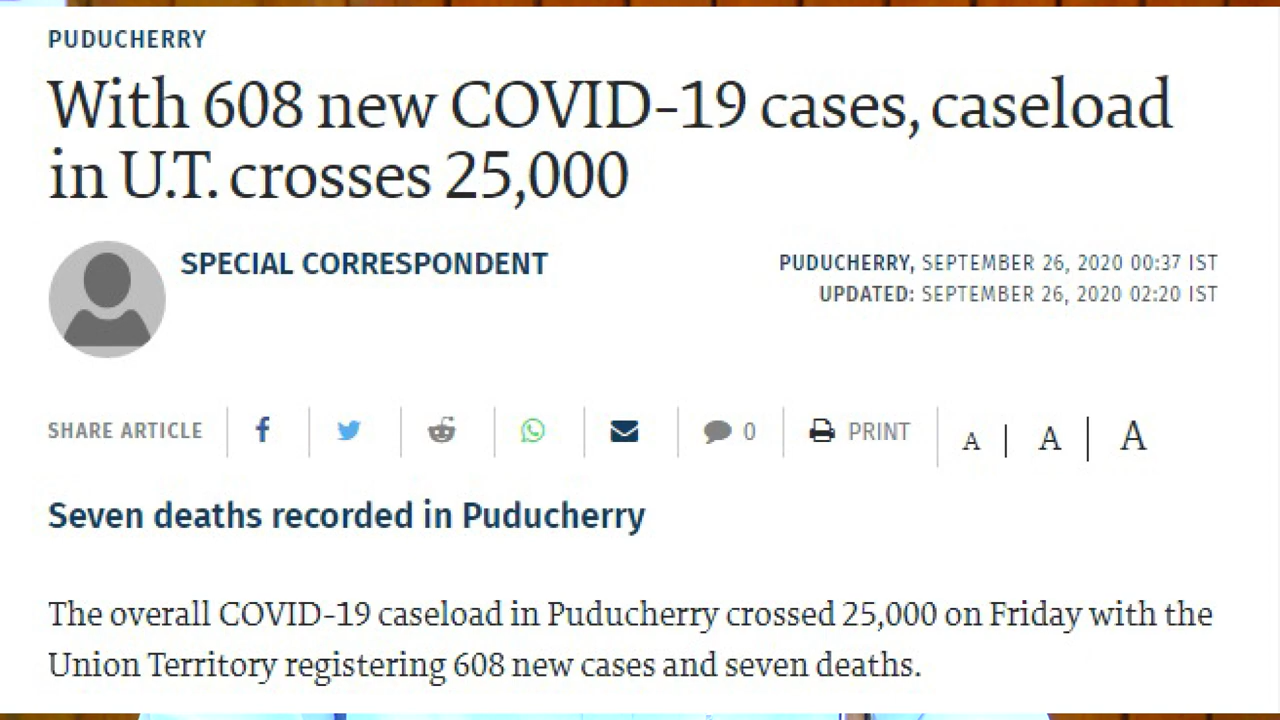 PUDUCHERRY
With 608 new COVID-19 cases, caseload
in U.T. crosses 25,000
SPECIAL CORRESPONDENT
PUDUCHERRY, SEPTEMBER 26, 2020 00:37 IST
UPDATED: SEPTEMBER 26, 2020 02:20 IST
SHARE ARTICLE 0 PRINT A | A | A
Seven deaths recorded in Puducherry
The overall COVID-19 caseload in Puducherry crossed 25,000 on Friday with the
Union Territory registering 608 new cases and seven deaths.